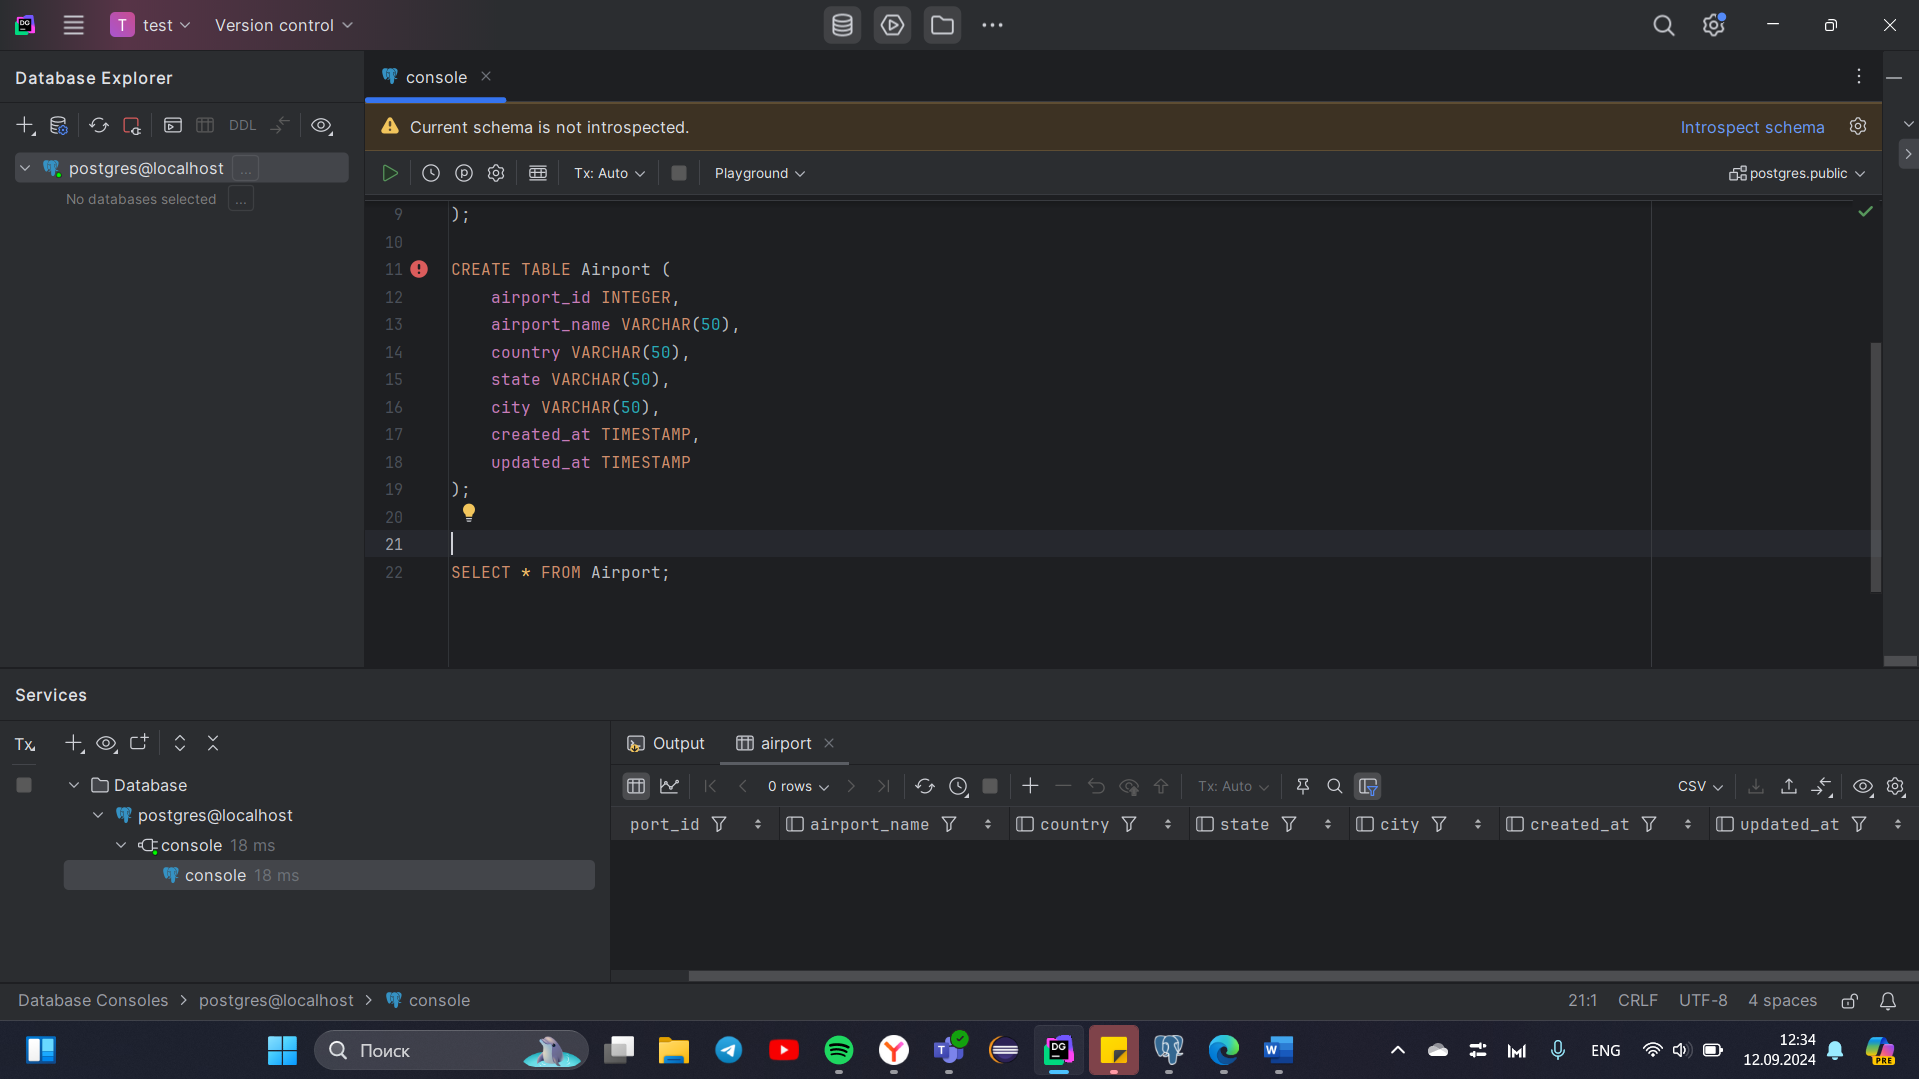 T test Version control
Database Explorer
console
Current schema is not introspected. Introspect schema
DDL
Tx: Auto Playground postgres.public
postgres@localhost ...
No databases selected ...
9 );
10
11 CREATE TABLE Airport (
12 airport_id INTEGER,
13 airport_name VARCHAR(50),
14 country VARCHAR(50),
15 state VARCHAR(50),
16 city VARCHAR(50),
17 created_at TIMESTAMP,
18 updated_at TIMESTAMP
19 );
20
21
22 SELECT * FROM Airport;
Services
Tx
Database
postgres@localhost
console 18 ms
console 18 ms
Output airport
0 rows Tx: Auto CSV
port_id airport_name country state city created_at updated_at
Database Consoles > postgres@localhost > console 21:1 CRLF UTF-8 4 spaces
Поиск
ENG
12:34
12.09.2024
PRE